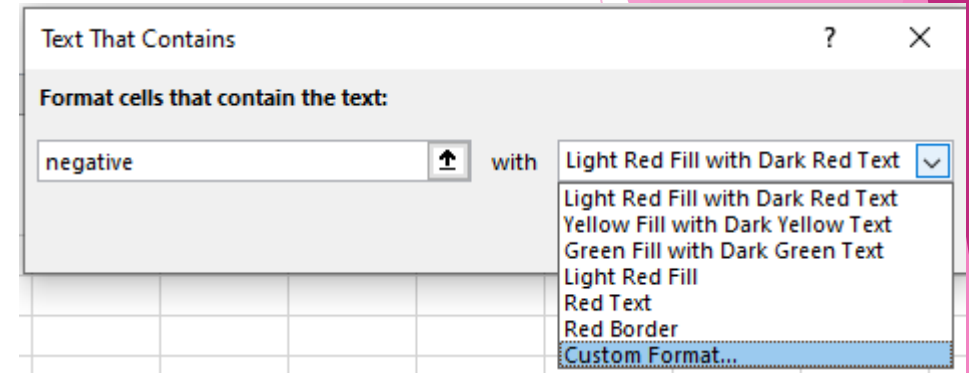 Text That Contains ?
Format cells that contain the text:
negative with Light Red Fill with Dark Red Text
Light Red Fill with Dark Red Text
Yellow Fill with Dark Yellow Text
Green Fill with Dark Green Text
Light Red Fill
Red Text
Red Border
Custom Format...